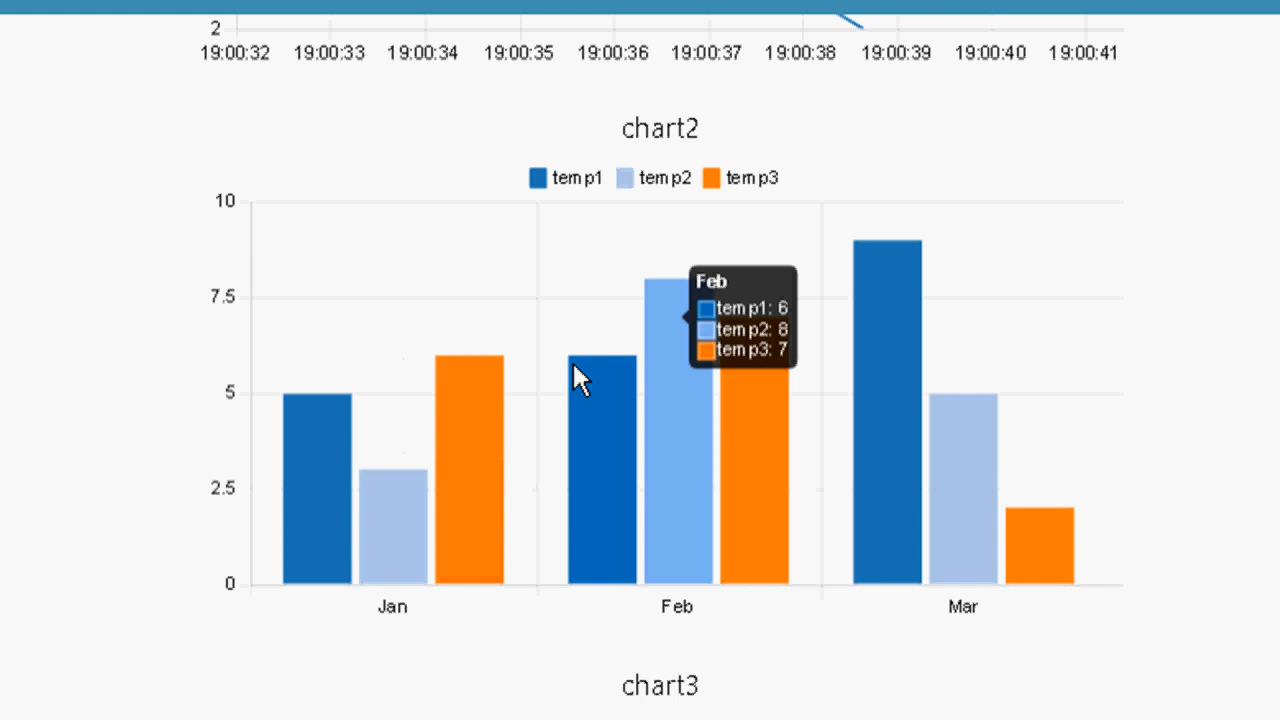 2
19:00:32 19:00:33 19:00:34 19:00:35 19:00:36 19:00:37 19:00:38 19:00:39 19:00:40 19:00:41
chart2
temp1 temp2 temp3
10
7.5
5
2.5
0
Feb
temp1: 6
temp2: 8
temp3: 7
Jan Feb Mar
chart3